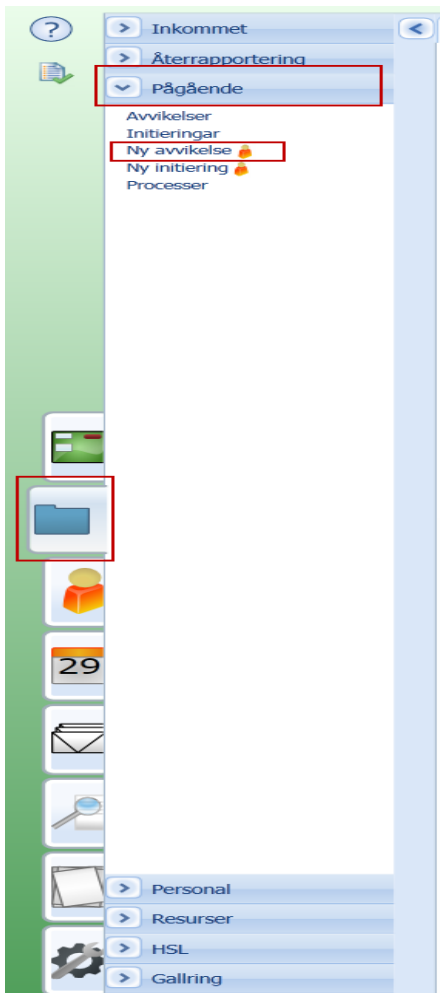 ?
Inkommet
Återrapportering
Pågående
Avvikelser
Initieringar
Ny avvikelse
Ny initiering
Processer
29
Personal
Resurser
HSL
Gallring